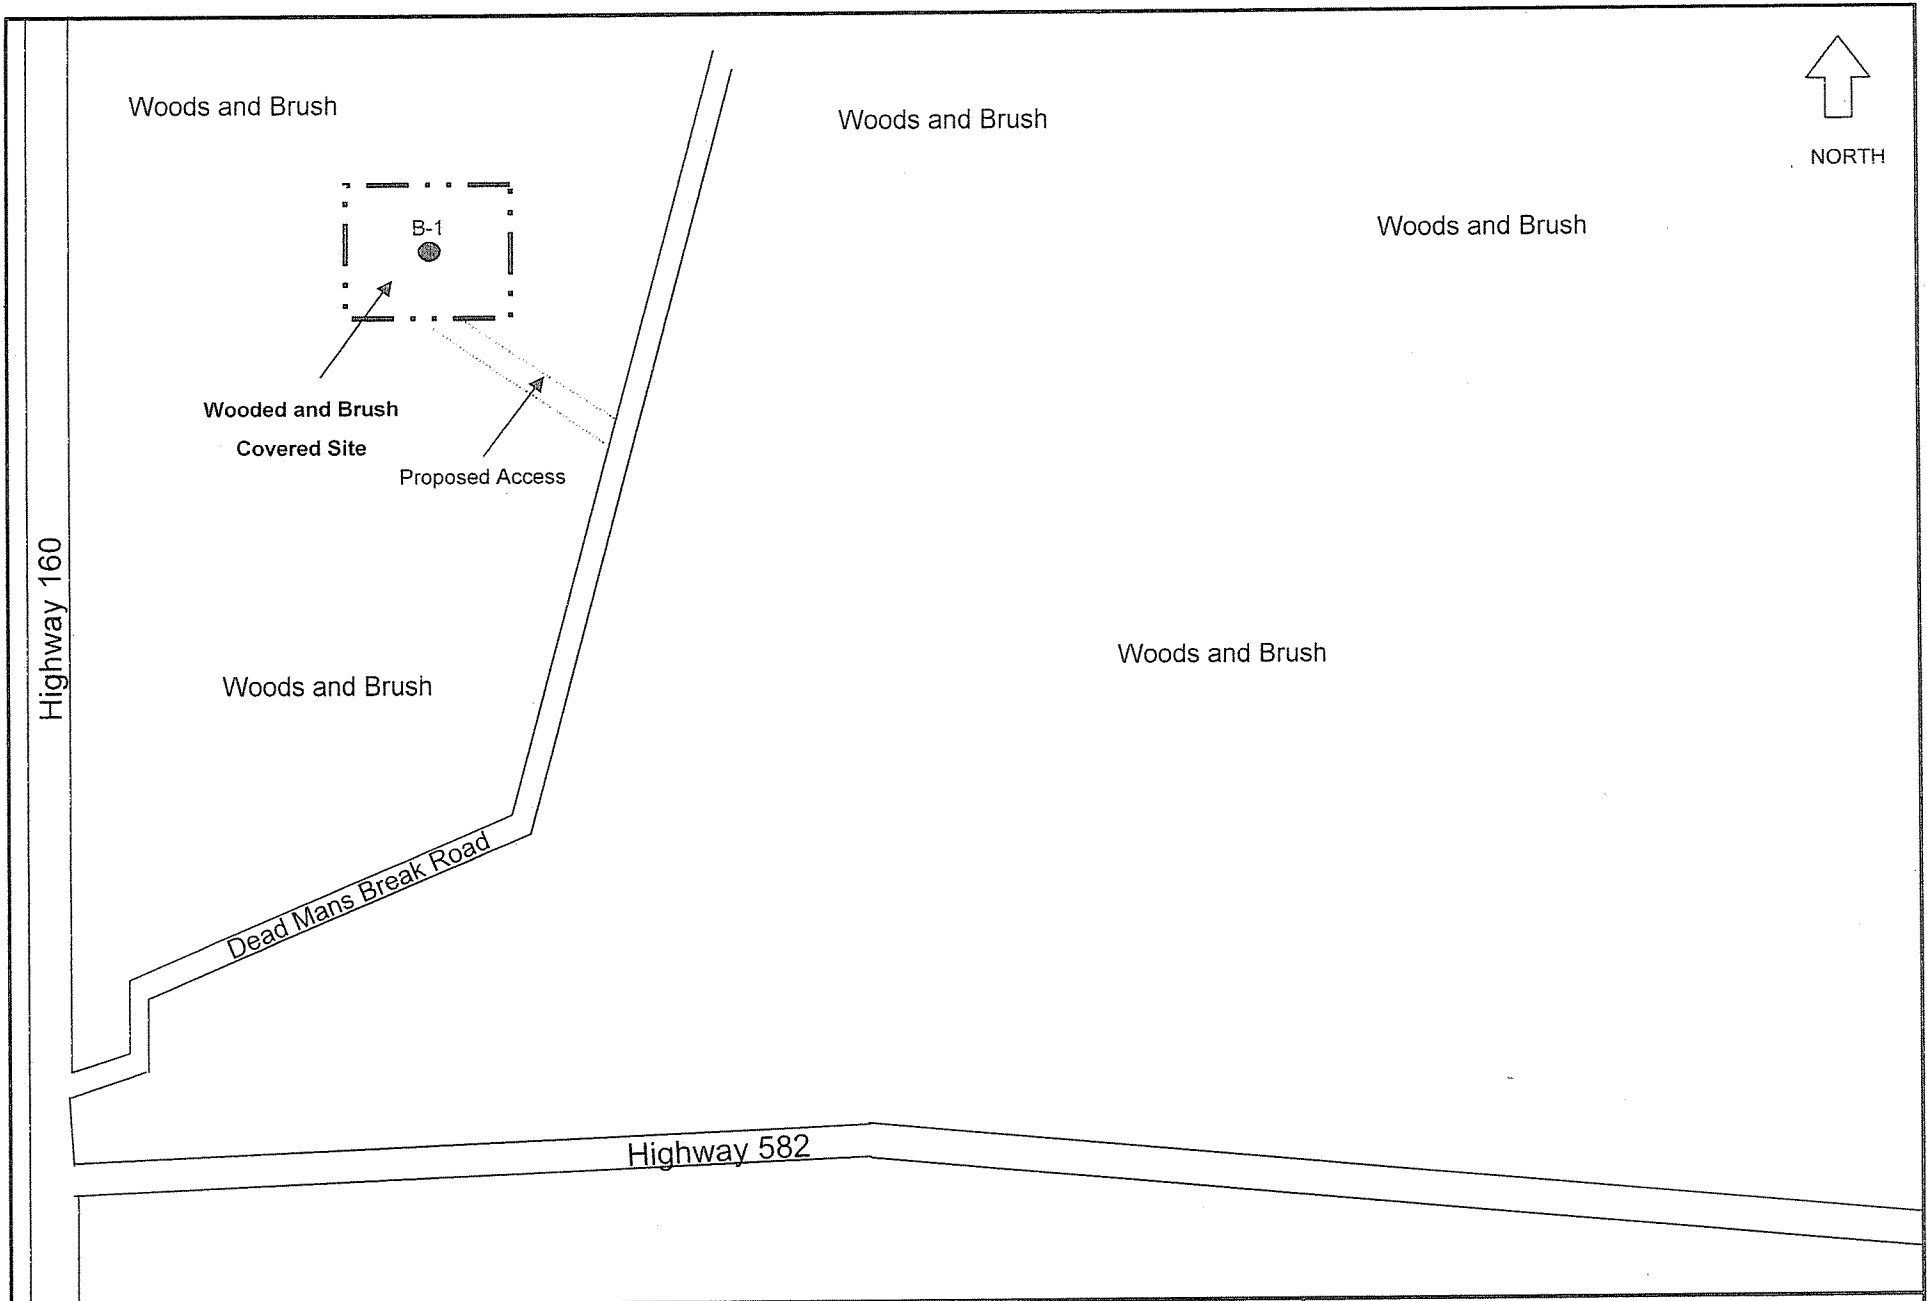 Woods and Brush
Woods and Brush
NORTH
Woods and Brush
B-1
Wooded and Brush
Covered Site
Proposed Access
Highway 160
Woods and Brush
Woods and Brush
Dead Mans Break Road
Highway 582